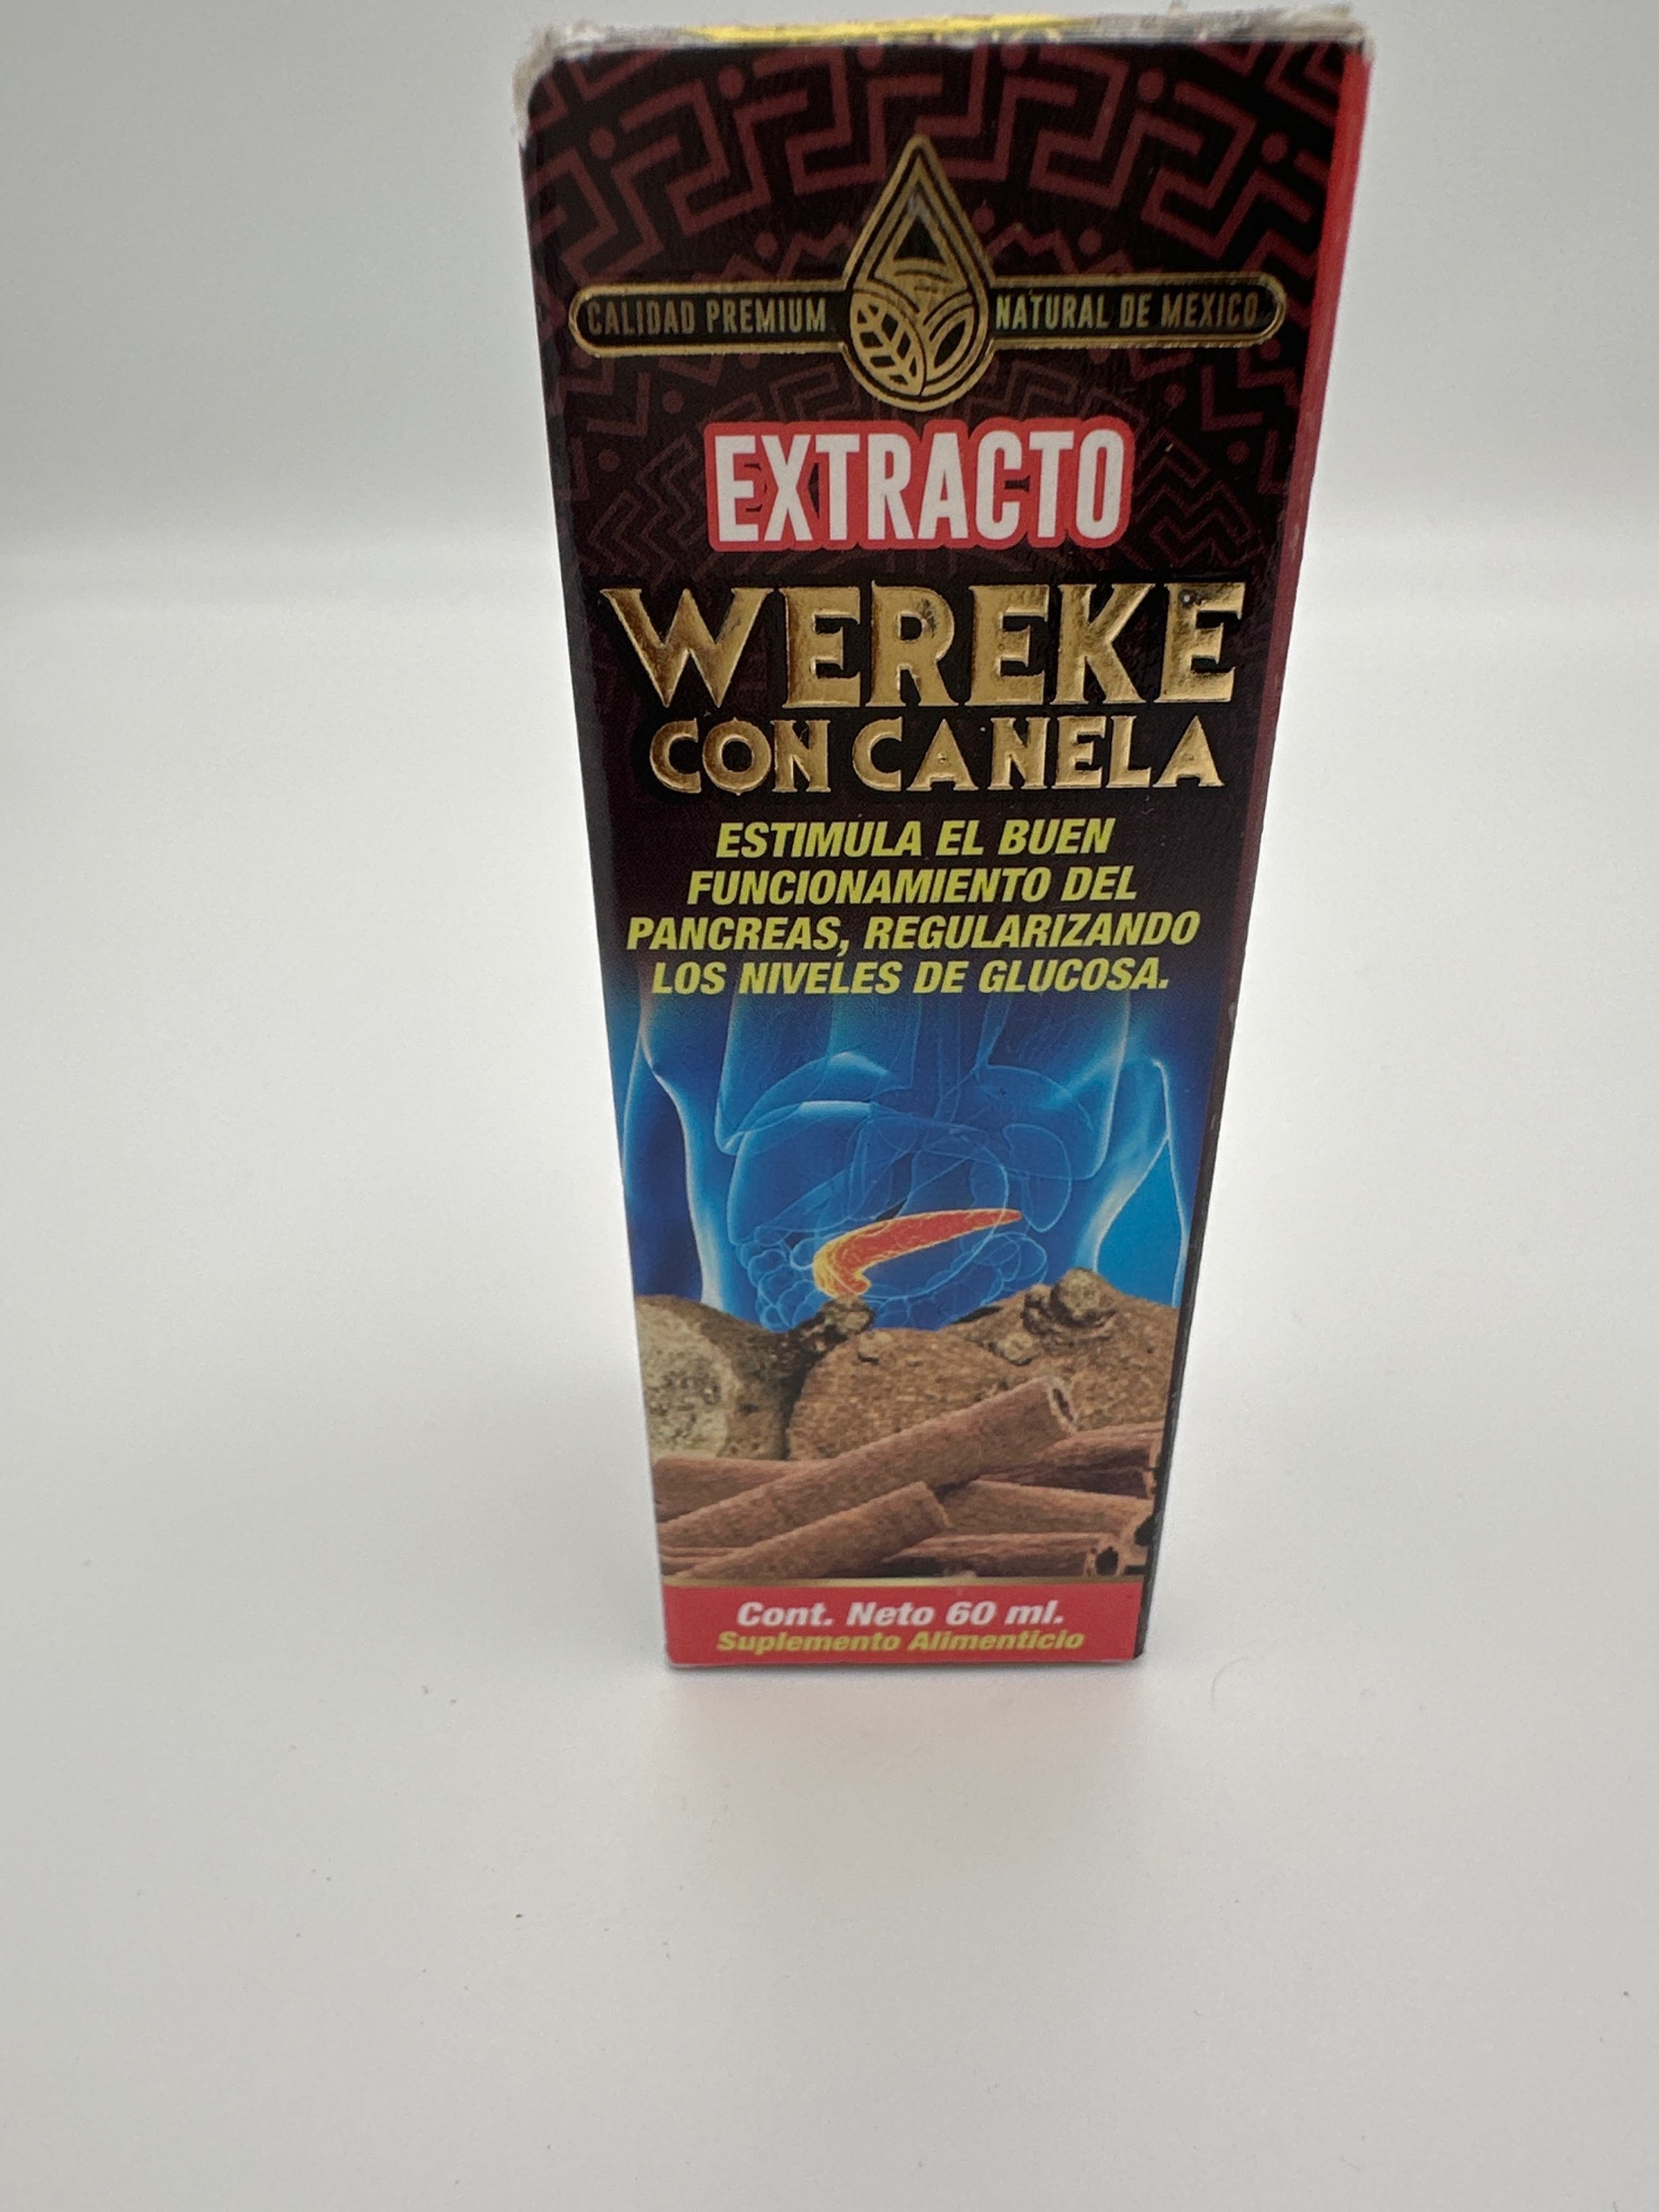 CALIDAD PREMIUM NATURAL DE MEXICO
EXTRACTO
WEREKE
CON CANELA
ESTIMULA EL BUEN
FUNCIONAMIENTO DEL
PANCREAS, REGULARIZANDO
LOS NIVELES DE GLUCOSA.
Cont. Neto 60 ml.
Suplemento Alimenticio